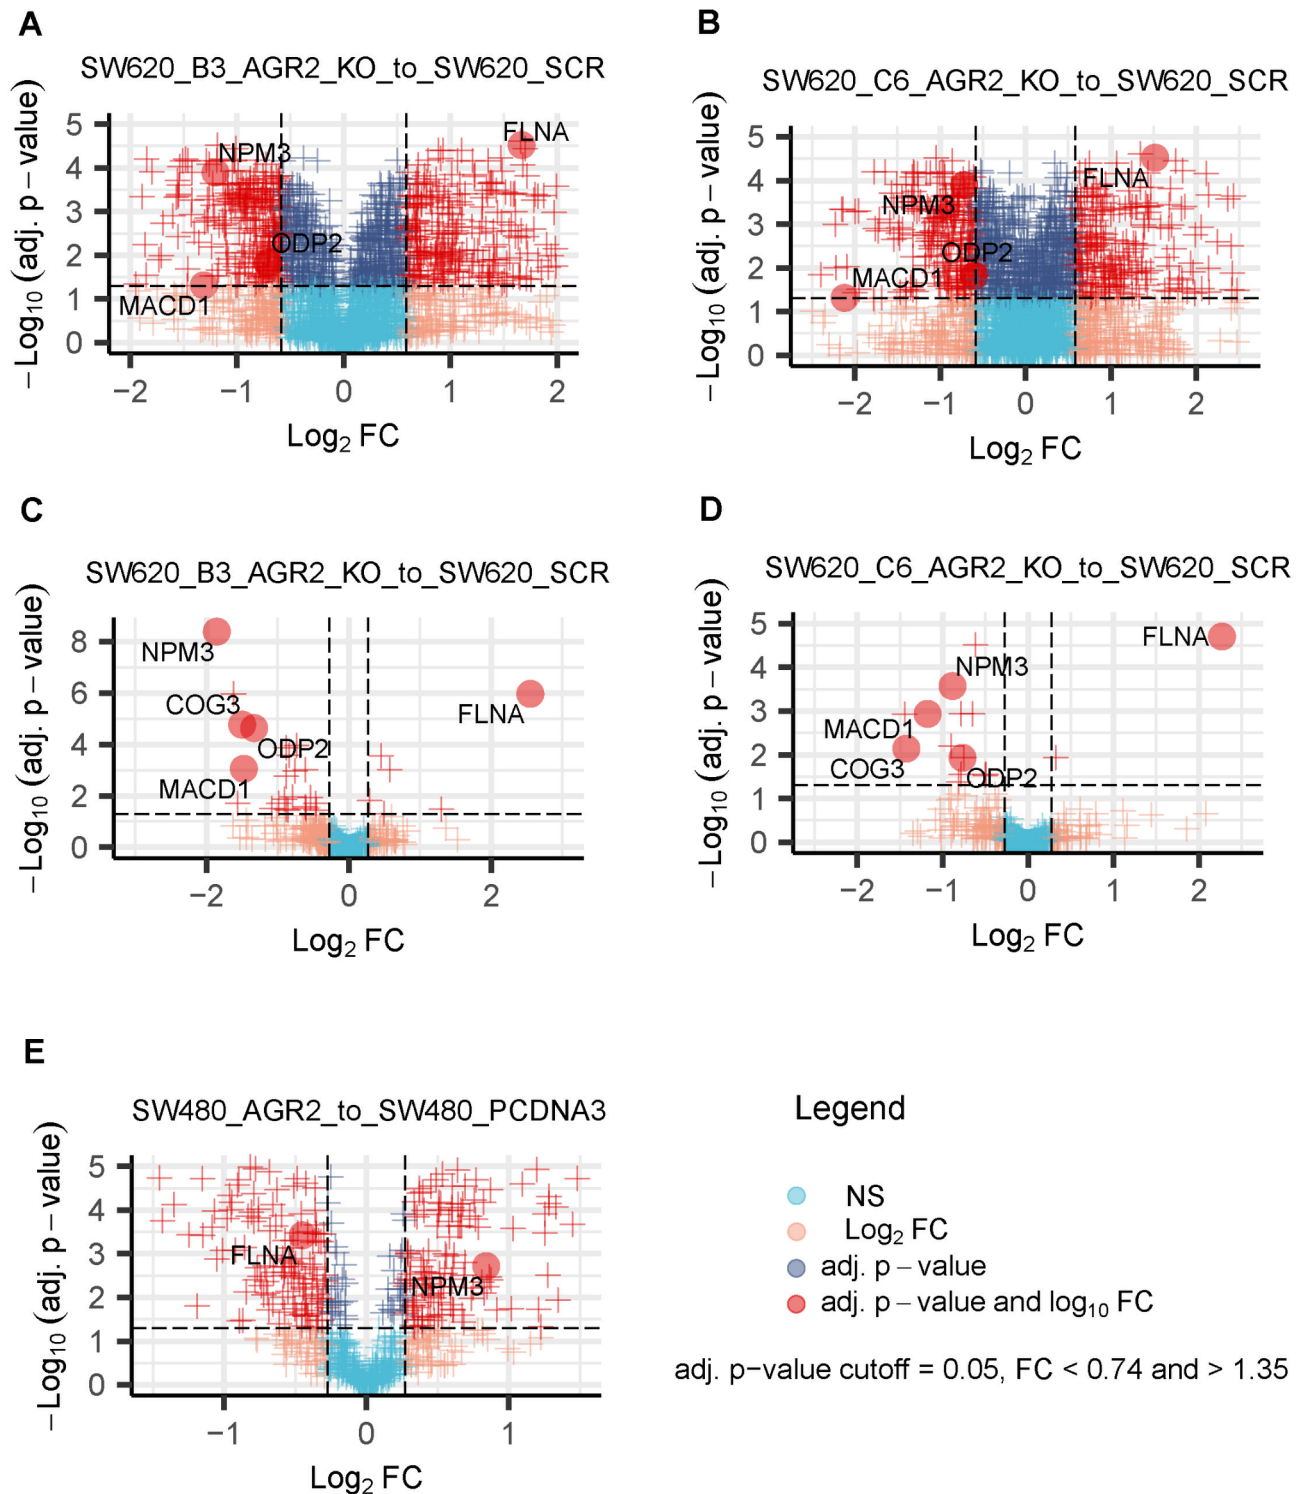 A
SW620_B3_AGR2_KO_to_SW620_SCR
−Log10 (adj. p − value)
5
4
3
2
1
0
FLNA
NPM3
ODP2
MACD1
−2 −1 0 1 2
Log2 FC
B
SW620_C6_AGR2_KO_to_SW620_SCR
−Log10 (adj. p − value)
5
4
3
2
1
0
FLNA
NPM3
ODP2
MACD1
−2 −1 0 1 2
Log2 FC
C
SW620_B3_AGR2_KO_to_SW620_SCR
−Log10 (adj. p − value)
8
6
4
2
0
NPM3
COG3
FLNA
ODP2
MACD1
−2 0 2
Log2 FC
D
SW620_C6_AGR2_KO_to_SW620_SCR
−Log10 (adj. p − value)
5
4
3
2
1
0
FLNA
NPM3
MACD1
COG3
ODP2
−2 −1 0 1 2
Log2 FC
E
SW480_AGR2_to_SW480_PCDNA3
−Log10 (adj. p − value)
5
4
3
2
1
0
FLNA
NPM3
−1 0 1
Log2 FC
Legend
NS
Log2 FC
adj. p − value
adj. p − value and log10 FC
adj. p−value cutoff = 0.05, FC < 0.74 and > 1.35